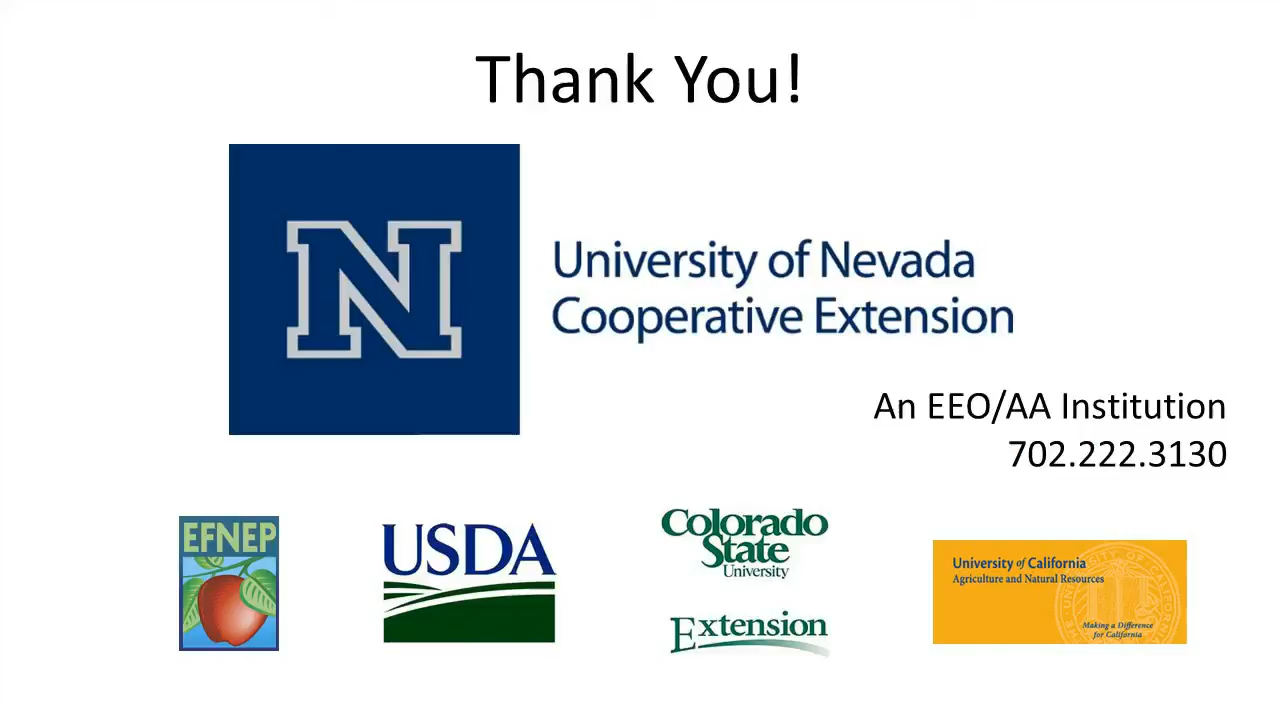 Thank You!
N
University of Nevada
Cooperative Extension
An EEO/AA Institution
702.222.3130
EFNEP
USDA
Colorado
State
University
Extension
University of California
Agriculture and Natural Resources
Making a Difference
for California